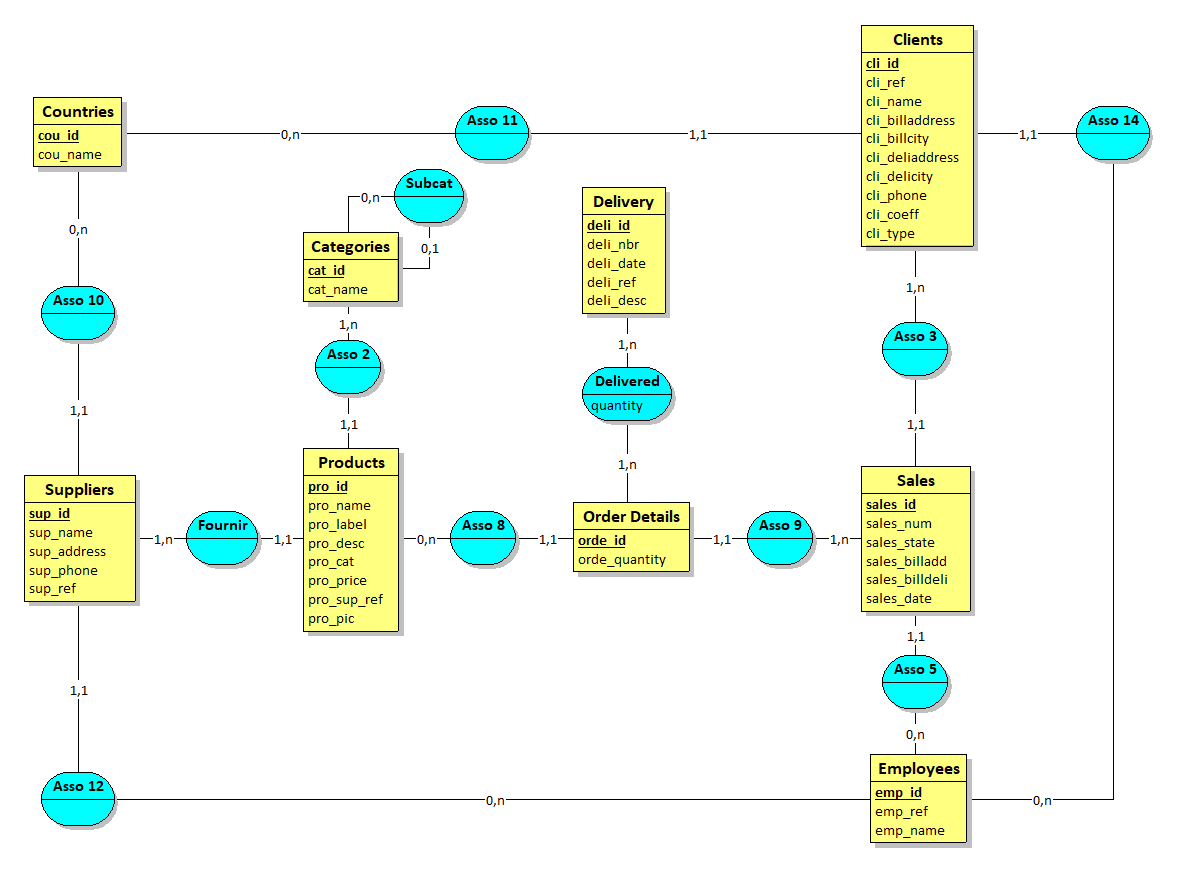 Clients
cli_id
cli_ref
cli_name
cli_billaddress
cli_billcity
cli_deliaddress
cli_delicity
cli_phone
cli_coeff
cli_type
Countries
cou_id
cou_name
0,n
Asso 11
1,1
1,1
Asso 14
Subcat
0,n
0,1
Categories
cat_id
cat_name
Delivery
deli_id
deli_nbr
deli_date
deli_ref
deli_desc
0,n
Asso 10
1,1
1,n
Asso 2
1,1
1,n
Delivered
quantity
1,n
1,n
Asso 3
1,1
Suppliers
sup_id
sup_name
sup_address
sup_phone
sup_ref
1,n
Fournir
1,1
Products
pro_id
pro_name
pro_label
pro_desc
pro_cat
pro_price
pro_sup_ref
pro_pic
0,n
Asso 8
1,1
Order Details
orde_id
orde_quantity
1,1
Asso 9
1,n
Sales
sales_id
sales_num
sales_state
sales_billadd
sales_billdeli
sales_date
1,1
Asso 5
0,n
1,1
Asso 12
0,n
Employees
emp_id
emp_ref
emp_name
0,n